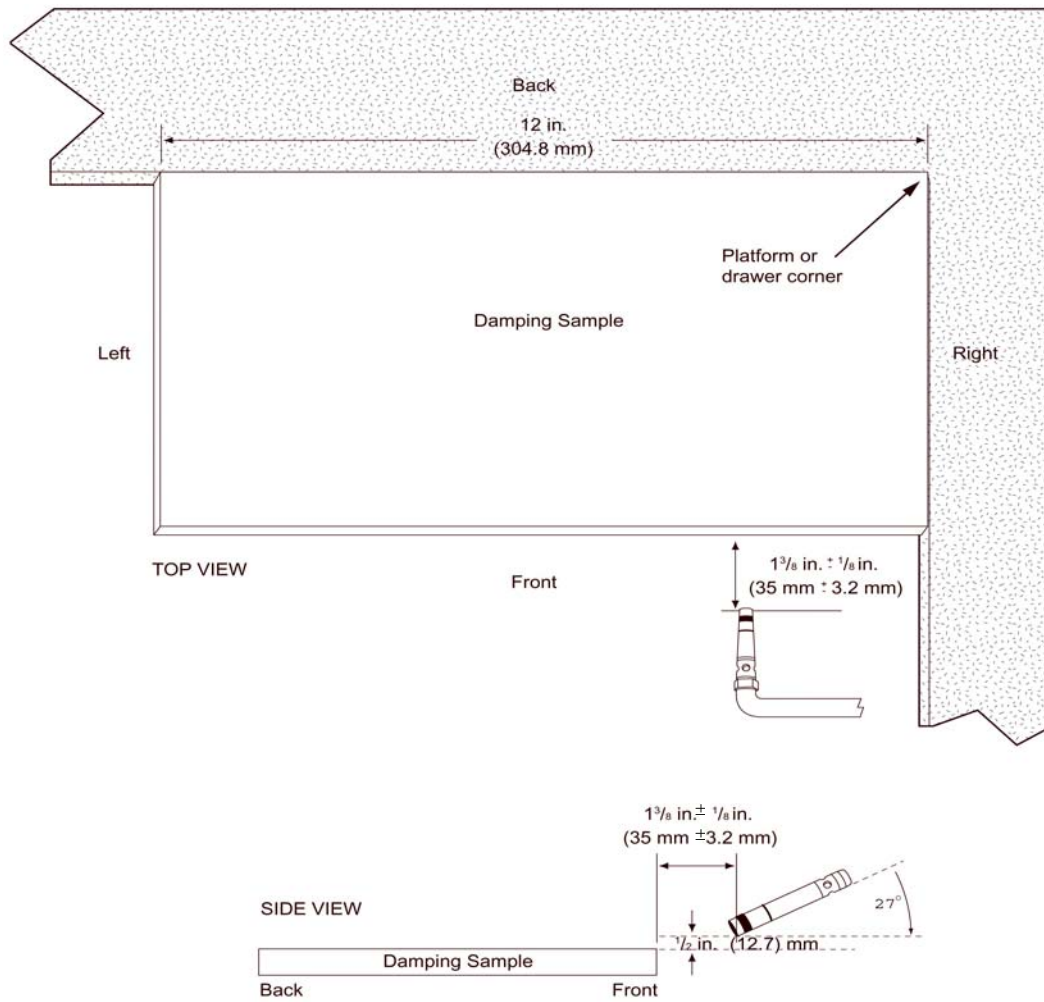 Back
12 in.
(304.8 mm)
Platform or
drawer corner
Damping Sample
Left
Right
TOP VIEW
Front
1³/₈ in. ± ¹/₈ in.
(35 mm ± 3.2 mm)
1³/₈ in.± ¹/₈ in.
(35 mm ±3.2 mm)
27°
SIDE VIEW
¹/₂ in. (12.7) mm
Damping Sample
Back
Front